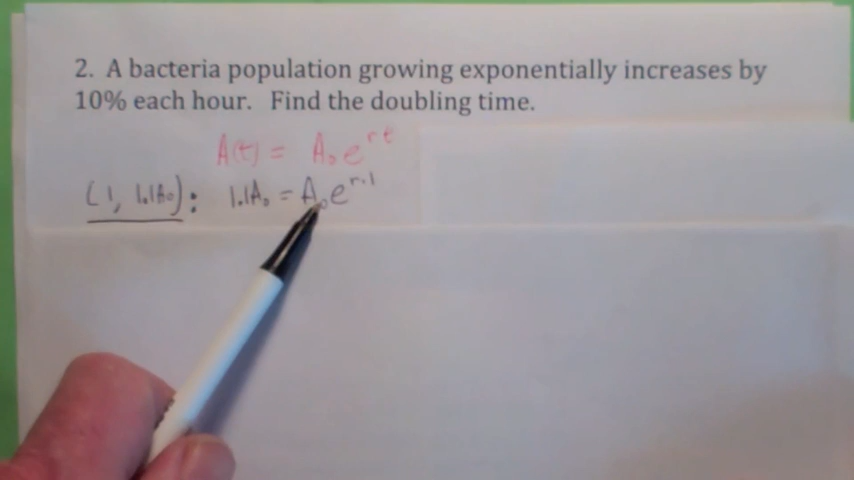 2. A bacteria population growing exponentially increases by
10% each hour. Find the doubling time.
A(t) = A₀e^rt
(1, 1.1A₀): 1.1A₀ = A₀e^r·1